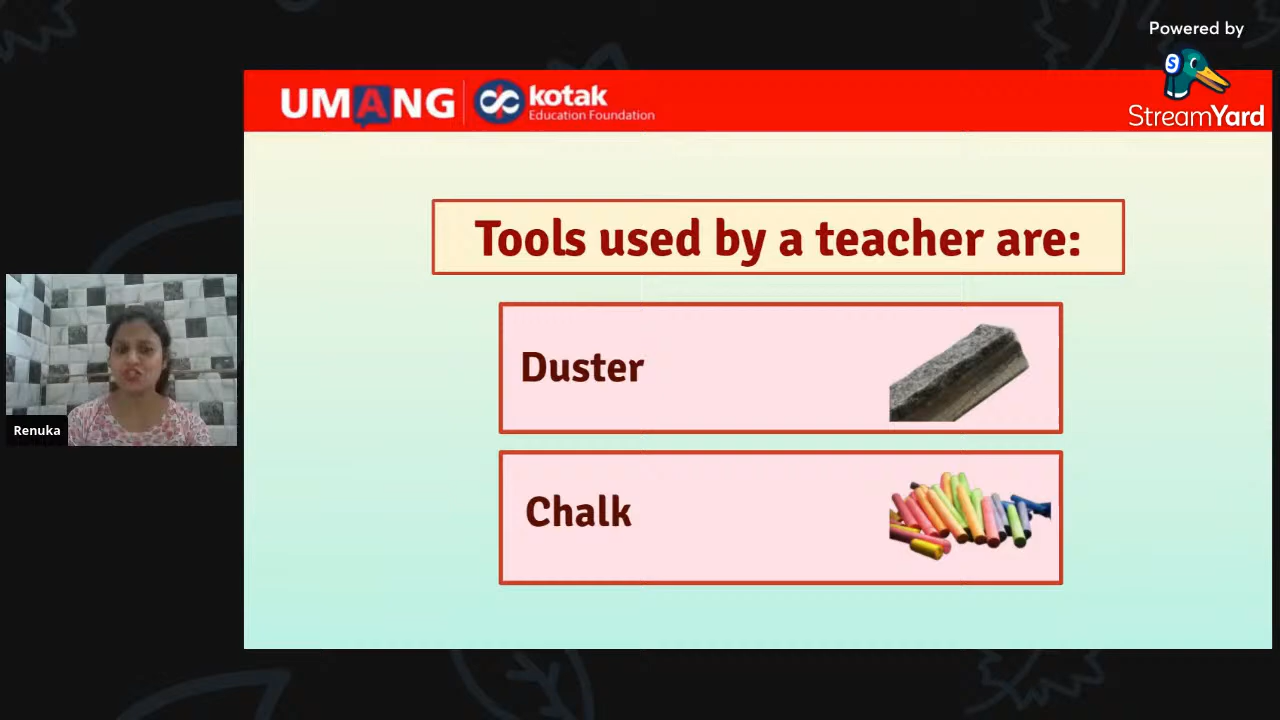 Powered by
StreamYard
UMANG
kotak
Education Foundation
Tools used by a teacher are:
Duster
Chalk
Renuka